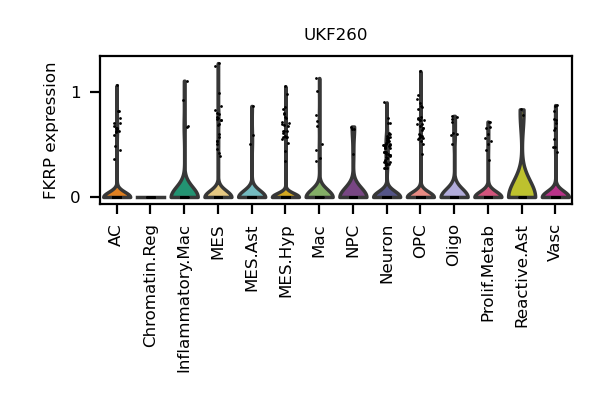 UKF260
FKRP expression
1
0
AC
Chromatin.Reg
Inflammatory.Mac
MES
MES.Ast
MES.Hyp
Mac
NPC
Neuron
OPC
Oligo
Prolif.Metab
Reactive.Ast
Vasc